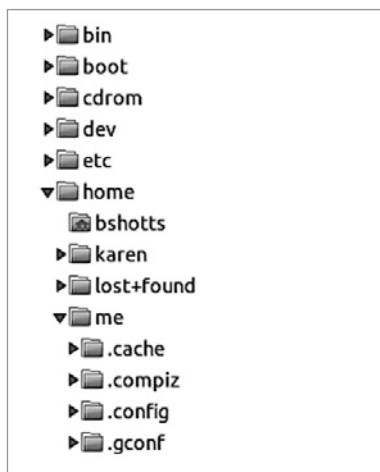 bin
boot
cdrom
dev
etc
home
bshotts
karen
lost+found
me
.cache
.compiz
.config
.gconf